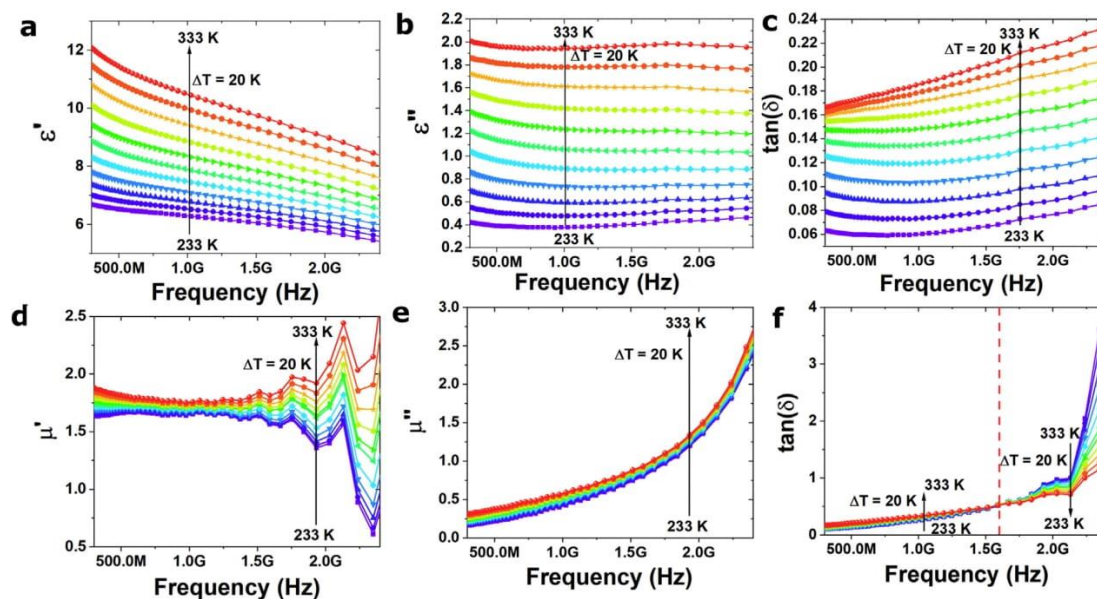 a
12
10
8
6
ε'
333 K
ΔT = 20 K
233 K
500.0M 1.0G 1.5G 2.0G
Frequency (Hz)
b
2.2
2.0
1.8
1.6
1.4
1.2
1.0
0.8
0.6
0.4
0.2
ε"
333 K
ΔT = 20 K
233 K
500.0M 1.0G 1.5G 2.0G
Frequency (Hz)
c
0.24
0.22
0.20
0.18
0.16
0.14
0.12
0.10
0.08
0.06
tan(δ)
333 K
ΔT = 20 K
233 K
500.0M 1.0G 1.5G 2.0G
Frequency (Hz)
d
2.5
2.0
1.5
1.0
0.5
μ'
333 K
ΔT = 20 K
233 K
500.0M 1.0G 1.5G 2.0G
Frequency (Hz)
e
3.0
2.5
2.0
1.5
1.0
0.5
0.0
μ"
333 K
ΔT = 20 K
233 K
500.0M 1.0G 1.5G 2.0G
Frequency (Hz)
f
4
3
2
1
0
tan(δ)
333 K
ΔT = 20 K
233 K
ΔT = 20 K
333 K
233 K
500.0M 1.0G 1.5G 2.0G
Frequency (Hz)